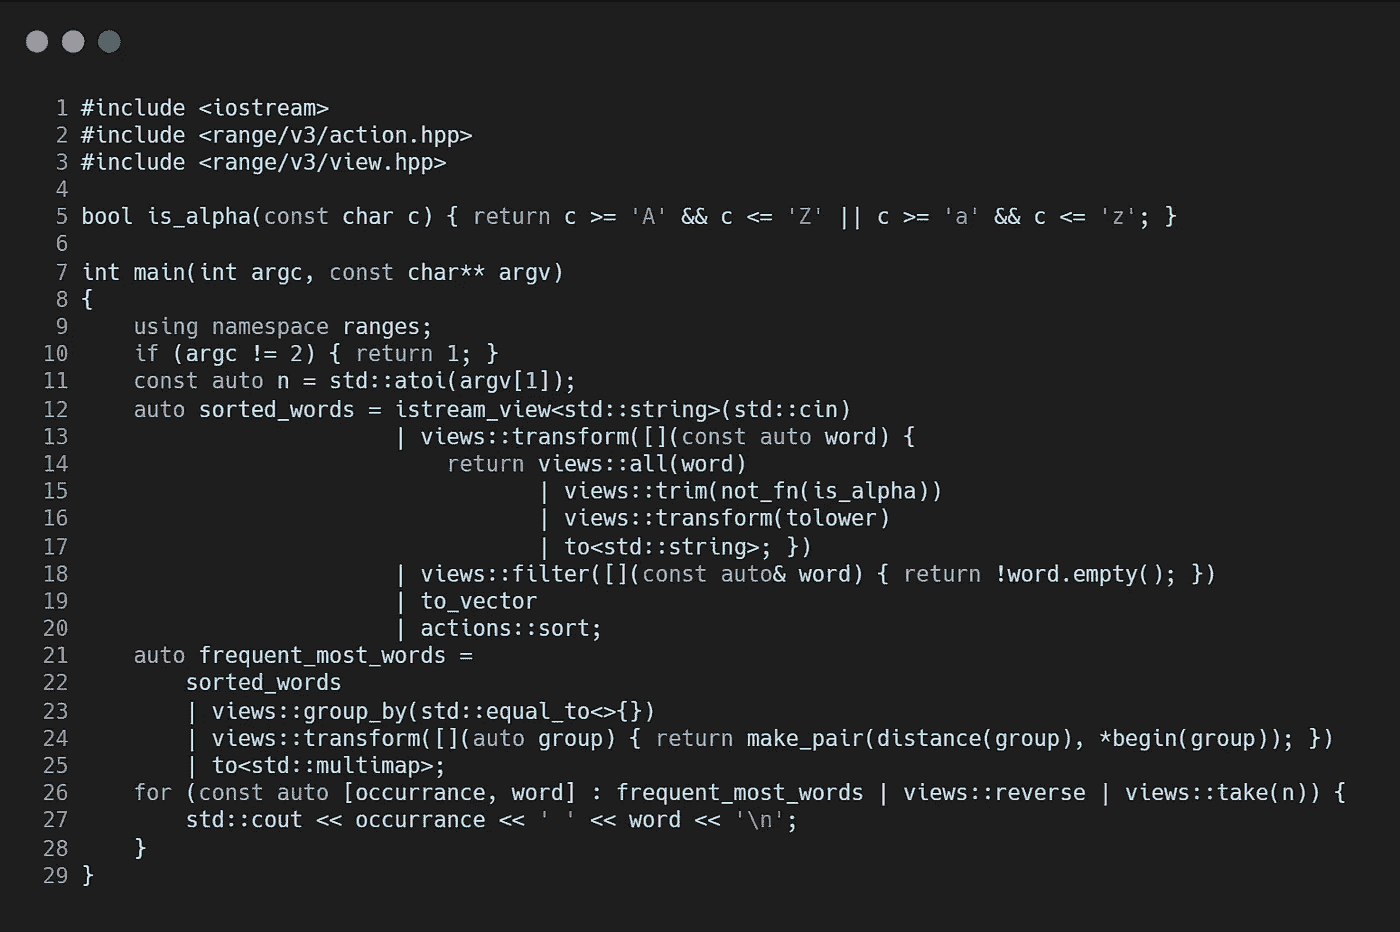 1 #include <iostream>
2 #include <range/v3/action.hpp>
3 #include <range/v3/view.hpp>
4
5 bool is_alpha(const char c) { return c >= 'A' && c <= 'Z' || c >= 'a' && c <= 'z'; }
6
7 int main(int argc, const char** argv)
8 {
9     using namespace ranges;
10     if (argc != 2) { return 1; }
11     const auto n = std::atoi(argv[1]);
12     auto sorted_words = istream_view<std::string>(std::cin)
13                         | views::transform([](const auto word) {
14                             return views::all(word)
15                                    | views::trim(not_fn(is_alpha))
16                                    | views::transform(tolower)
17                                    | to<std::string>; })
18                         | views::filter([](const auto& word) { return !word.empty(); })
19                         | to_vector
20                         | actions::sort;
21     auto frequent_most_words =
22         sorted_words
23         | views::group_by(std::equal_to<>{})
24         | views::transform([](auto group) { return make_pair(distance(group), *begin(group)); })
25         | to<std::multimap>;
26     for (const auto [occurrance, word] : frequent_most_words | views::reverse | views::take(n)) {
27         std::cout << occurrance << ' ' << word << '\n';
28     }
29 }